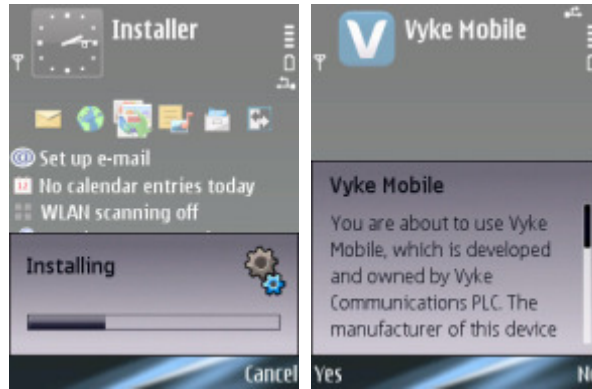 Installer
Set up e-mail
No calendar entries today
WLAN scanning off
Installing
Cancel
Vyke Mobile
Vyke Mobile
You are about to use Vyke
Mobile, which is developed
and owned by Vyke
Communications PLC. The
manufacturer of this device
Yes